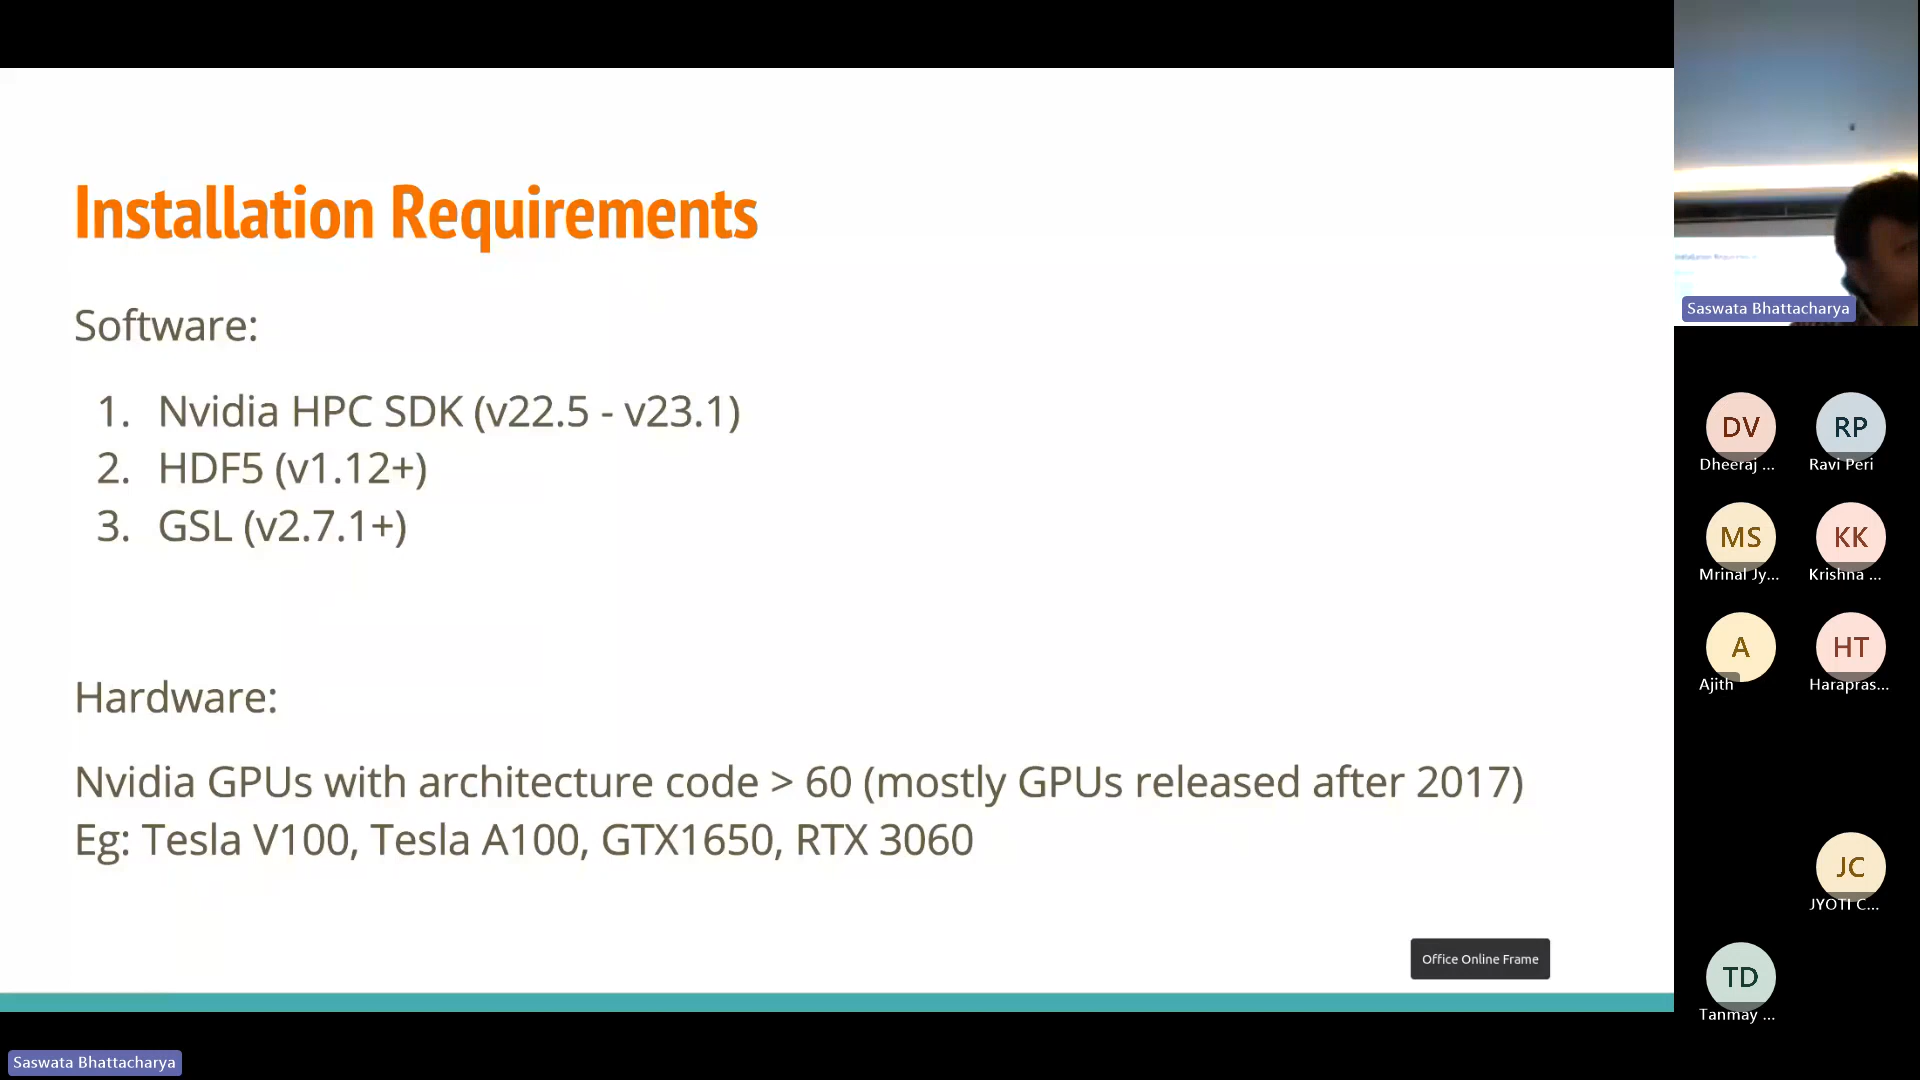 Installation Requirements
Software:
1. Nvidia HPC SDK (v22.5 - v23.1)
2. HDF5 (v1.12+)
3. GSL (v2.7.1+)
Hardware:
Nvidia GPUs with architecture code > 60 (mostly GPUs released after 2017)
Eg: Tesla V100, Tesla A100, GTX1650, RTX 3060
Office Online Frame
Saswata Bhattacharya
Installation Requirements
Saswata Bhattacharya
DV
Dheeraj ...
RP
Ravi Peri
MS
Mrinal Jy...
KK
Krishna ...
A
Ajith
HT
Harapras...
JC
JYOTI C...
TD
Tanmay ...